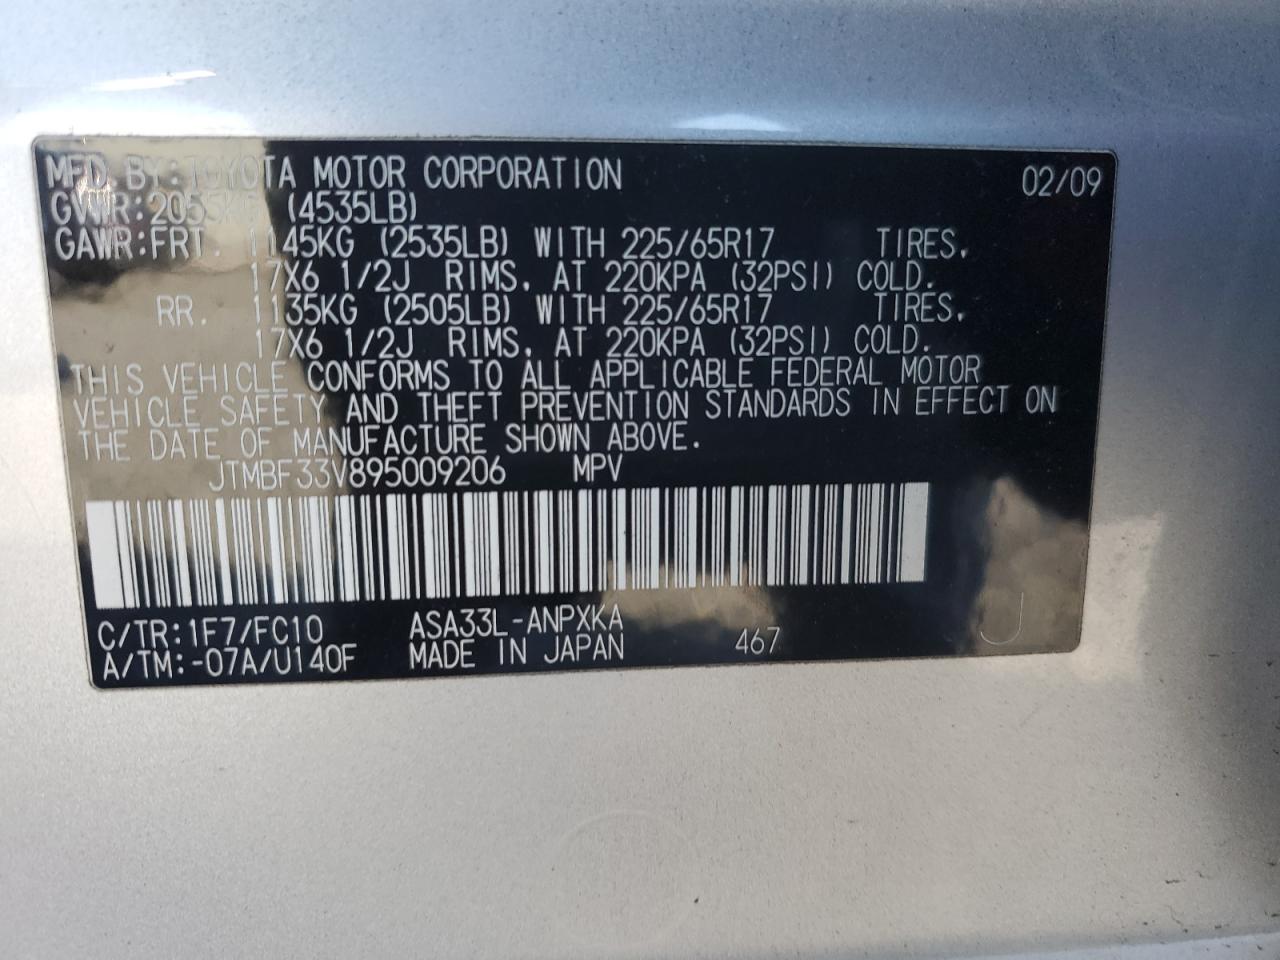 MFD. BY: TOYOTA MOTOR CORPORATION 02/09
GVWR: 2055KG (4535LB)
GAWR: FRT. 1145KG (2535LB) WITH 225/65R17 TIRES,
17X6 1/2J RIMS, AT 220KPA (32PSI) COLD.
RR. 1135KG (2505LB) WITH 225/65R17 TIRES,
17X6 1/2J RIMS, AT 220KPA (32PSI) COLD.
THIS VEHICLE CONFORMS TO ALL APPLICABLE FEDERAL MOTOR
VEHICLE SAFETY AND THEFT PREVENTION STANDARDS IN EFFECT ON
THE DATE OF MANUFACTURE SHOWN ABOVE.
JTMBF33V895009206 MPV
C/TR: 1F7/FC10 ASA33L-ANPXKA
A/TM: -07A/U140F MADE IN JAPAN 467 J